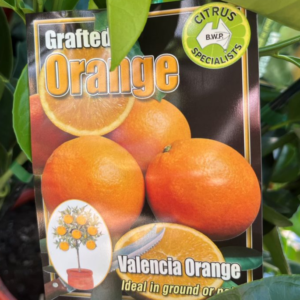 Grafted
Orange
CITRUS
B.W.P.
SPECIALISTS
Valencia Orange
Ideal in ground or